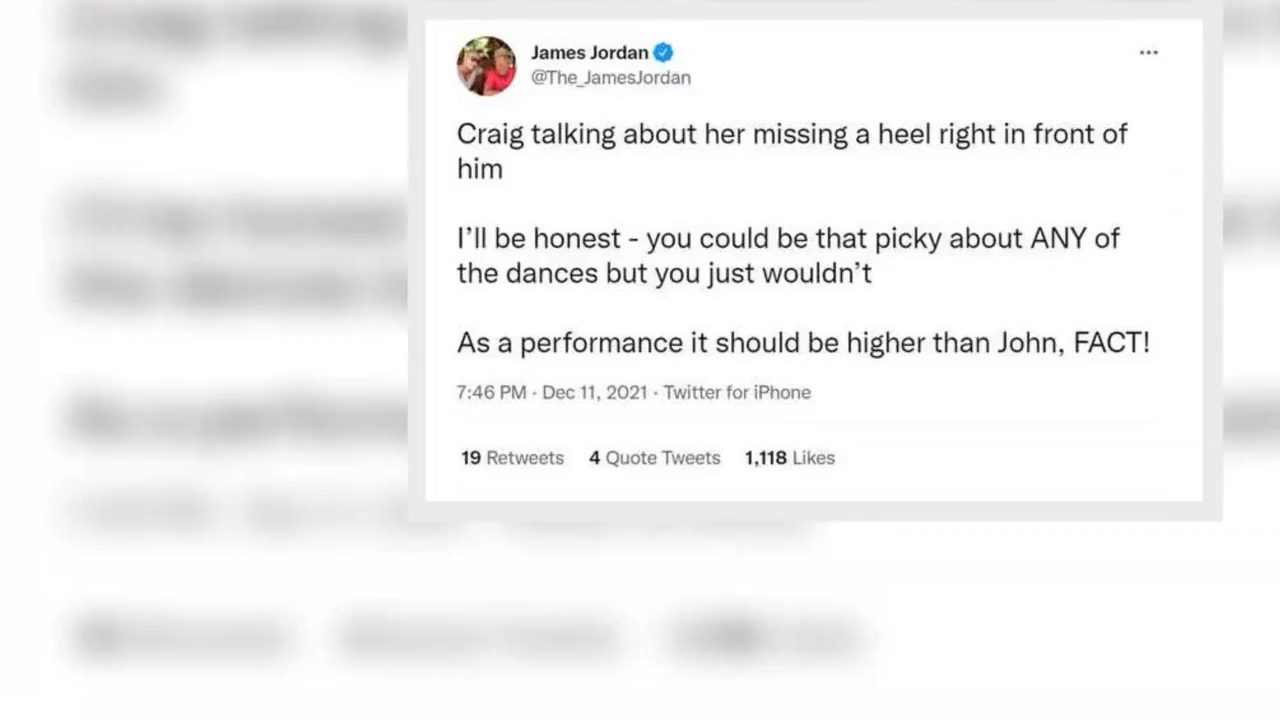 James Jordan
@The_JamesJordan
Craig talking about her missing a heel right in front of
him
I’ll be honest - you could be that picky about ANY of
the dances but you just wouldn’t
As a performance it should be higher than John, FACT!
7:46 PM · Dec 11, 2021 · Twitter for iPhone
19 Retweets 4 Quote Tweets 1,118 Likes